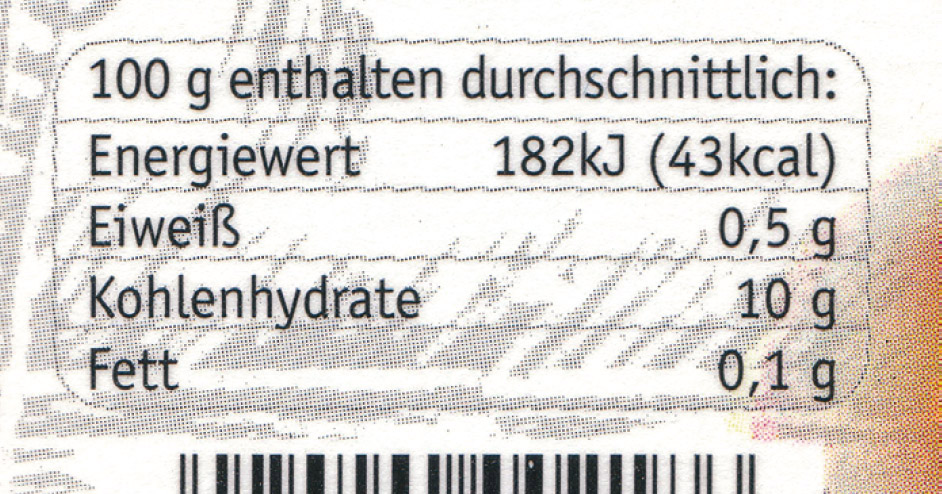 100 g enthalten durchschnittlich:
Energiewert 182kJ (43kcal)
Eiweiß 0,5 g
Kohlenhydrate 10 g
Fett 0,1 g